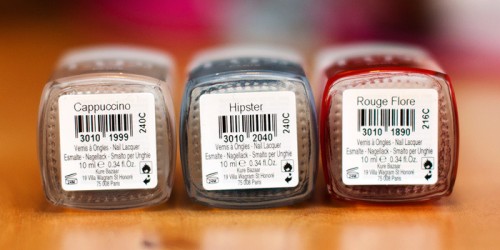 Cappuccino
3010 1999
240C
Vernis à Ongles - Nail Lacquer
Esmalte - Nagellack - Smalto per Unghie
10 ml ℮ 0.34 fl.oz
Kure Bazaar
19 Villa Wagram St Honoré
75 008 Paris
Hipster
3010 2040
240C
Vernis à Ongles - Nail Lacquer
Esmalte - Nagellack - Smalto per Unghie
10 ml ℮ 0.34 fl.oz
Kure Bazaar
19 Villa Wagram St Honoré
75 008 Paris
Rouge Flore
3010 1890
216C
Vernis à Ongles - Nail Lacquer
Esmalte - Nagellack - Smalto per Unghie
10 ml ℮ 0.34 fl.oz
Kure Bazaar
19 Villa Wagram St Honoré
75 008 Paris